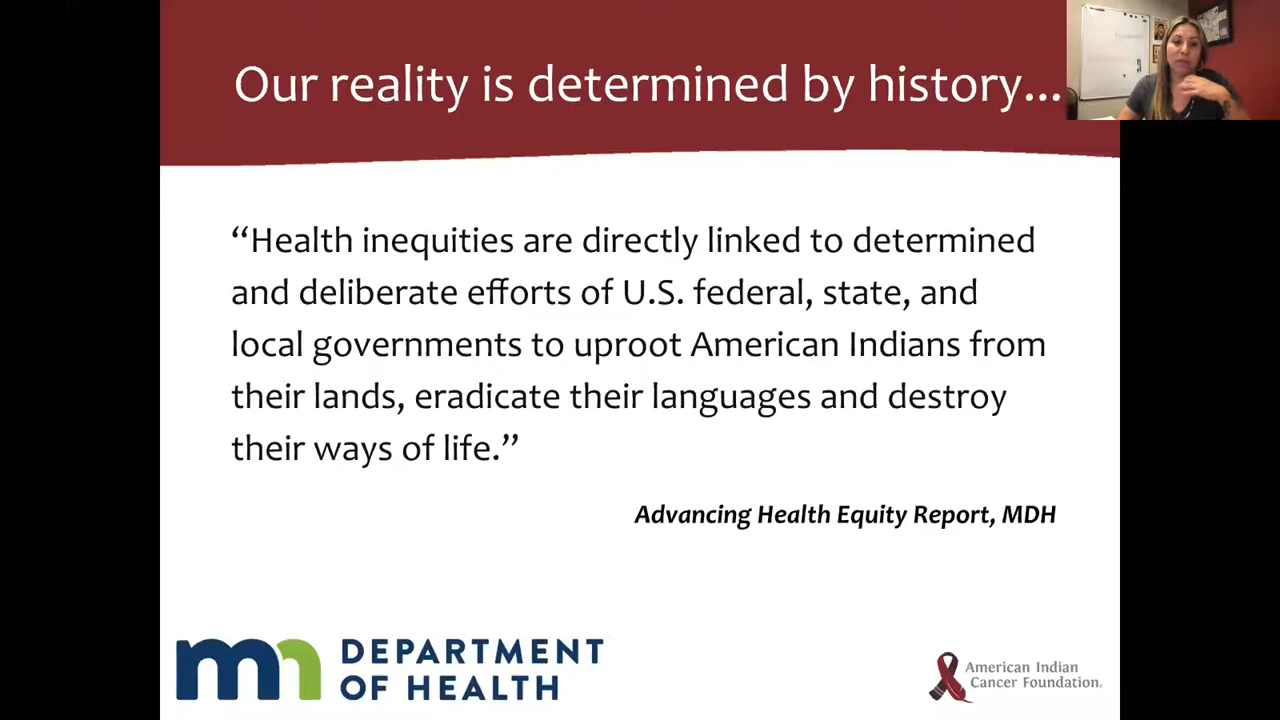 Our reality is determined by history...
“Health inequities are directly linked to determined
and deliberate efforts of U.S. federal, state, and
local governments to uproot American Indians from
their lands, eradicate their languages and destroy
their ways of life.”
Advancing Health Equity Report, MDH
mn DEPARTMENT
OF HEALTH
American Indian
Cancer Foundation.